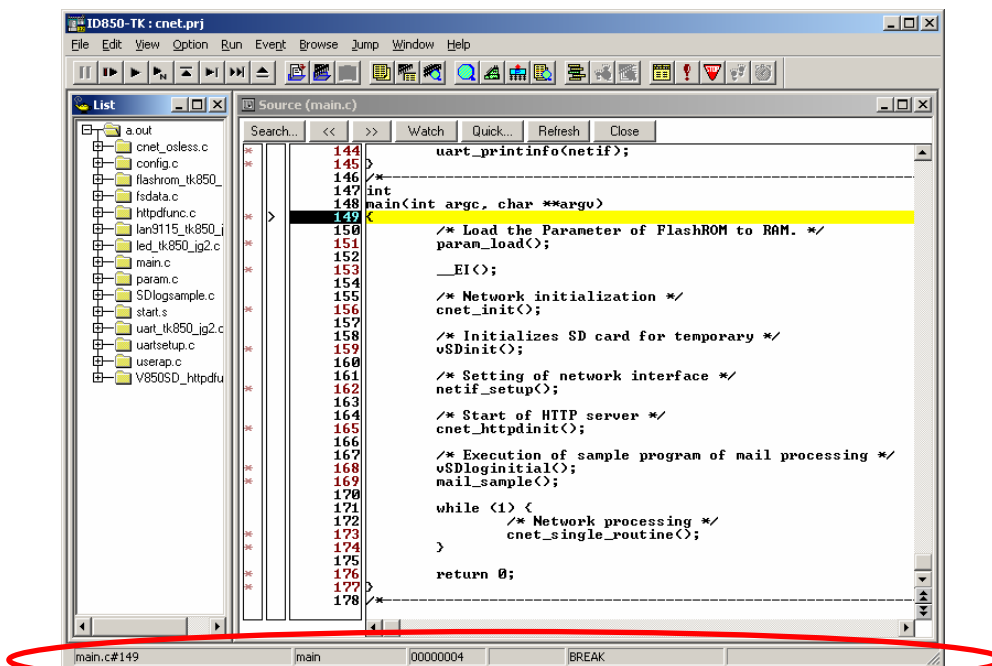 ID850-TK : cnet.prj
File Edit View Option Run Event Browse Jump Window Help
List
a.out
cnet_osless.c
config.c
flashrom_tk850_
fsdata.c
httpdfunc.c
lan9115_tk850_j
led_tk850_jg2.c
main.c
param.c
SDlogsample.c
start.s
uart_tk850_jg2.c
uartsetup.c
userap.c
V850SD_httpdfu
Source (main.c)
Search... << >> Watch Quick... Refresh Close
* 144 uart_printinfo(netif);
* 145 }
146 /*--------------------------------------------------------------------
147 int
148 main(int argc, char **argv)
* > 149 {
150 /* Load the Parameter of FlashROM to RAM. */
* 151 param_load();
152
* 153 __EI();
154
155 /* Network initialization */
* 156 cnet_init();
157
158 /* Initializes SD card for temporary */
* 159 vSDinit();
160
161 /* Setting of network interface */
* 162 netif_setup();
163
164 /* Start of HTTP server */
* 165 cnet_httpdinit();
166
167 /* Execution of sample program of mail processing */
* 168 vSDloginitial();
* 169 mail_sample();
170
171 while (1) {
172 /* Network processing */
* 173 cnet_single_routine();
* 174 }
175
* 176 return 0;
* 177 }
178 /*--------------------------------------------------------------------
main.c#149 main 00000004 BREAK